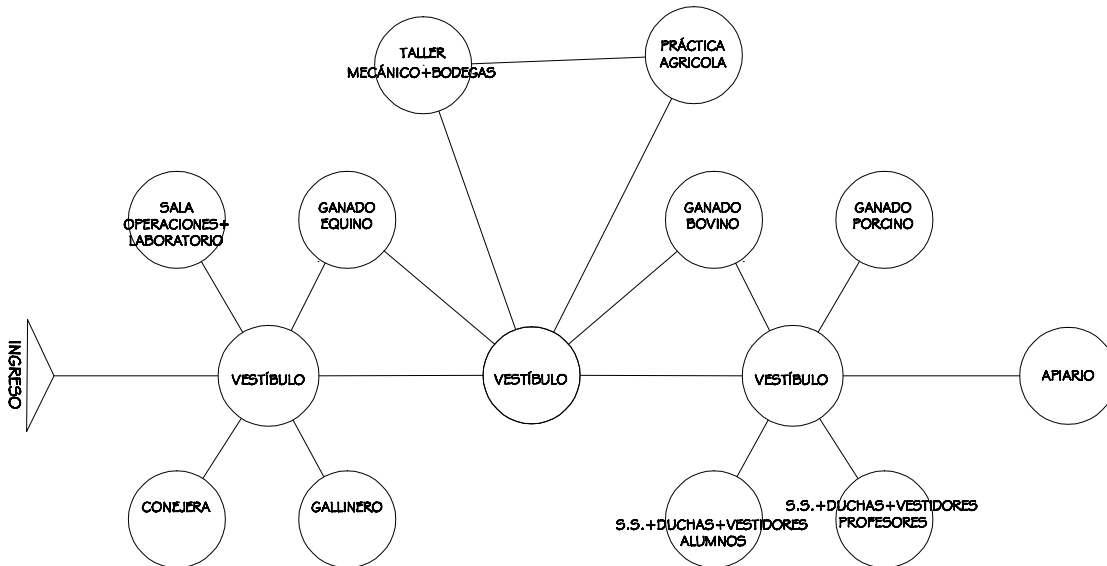 TALLER
MECÁNICO+BODEGAS
PRÁCTICA
AGRICOLA
SALA
OPERACIONES+
LABORATORIO
GANADO
EQUINO
GANADO
BOVINO
GANADO
PORCINO
INGRESO
VESTÍBULO
VESTÍBULO
VESTÍBULO
APIARIO
CONEJERA
GALLINERO
S.S.+DUCHAS+VESTIDORES
ALUMNOS
S.S.+DUCHAS+VESTIDORES
PROFESORES